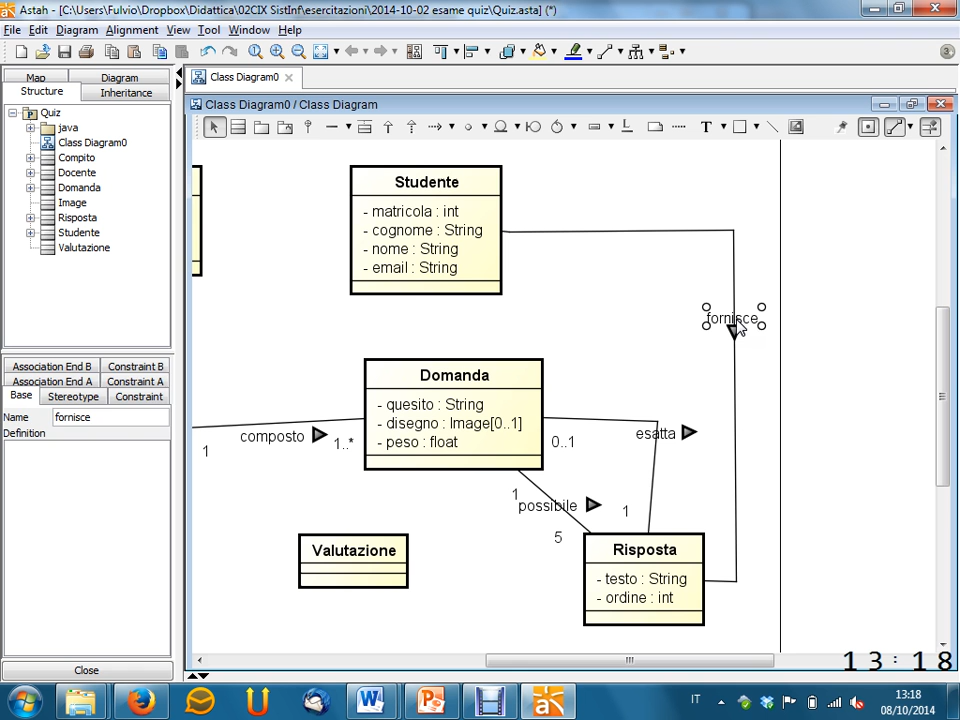 Astah - [C:\Users\Fulvio\Dropbox\Didattica\02CIX SistInf\esercitazioni\2014-10-02 esame quiz\Quiz.asta] (*)
File Edit Diagram Alignment View Tool Window Help
3
Map Diagram
Structure Inheritance
Class Diagram0
Class Diagram0 / Class Diagram
T
Quiz
java
Class Diagram0
Compito
Docente
Domanda
Image
Risposta
Studente
Valutazione
Association End B Constraint B
Association End A Constraint A
Base Stereotype Constraint
Name fornisce
Definition
Close
Studente
- matricola : int
- cognome : String
- nome : String
- email : String
fornisce
Domanda
- quesito : String
- disegno : Image[0..1]
- peso : float
composto
1
1..*
0..1
esatta
1
possibile
5
1
Valutazione
Risposta
- testo : String
- ordine : int
13:18
IT
13:18
08/10/2014